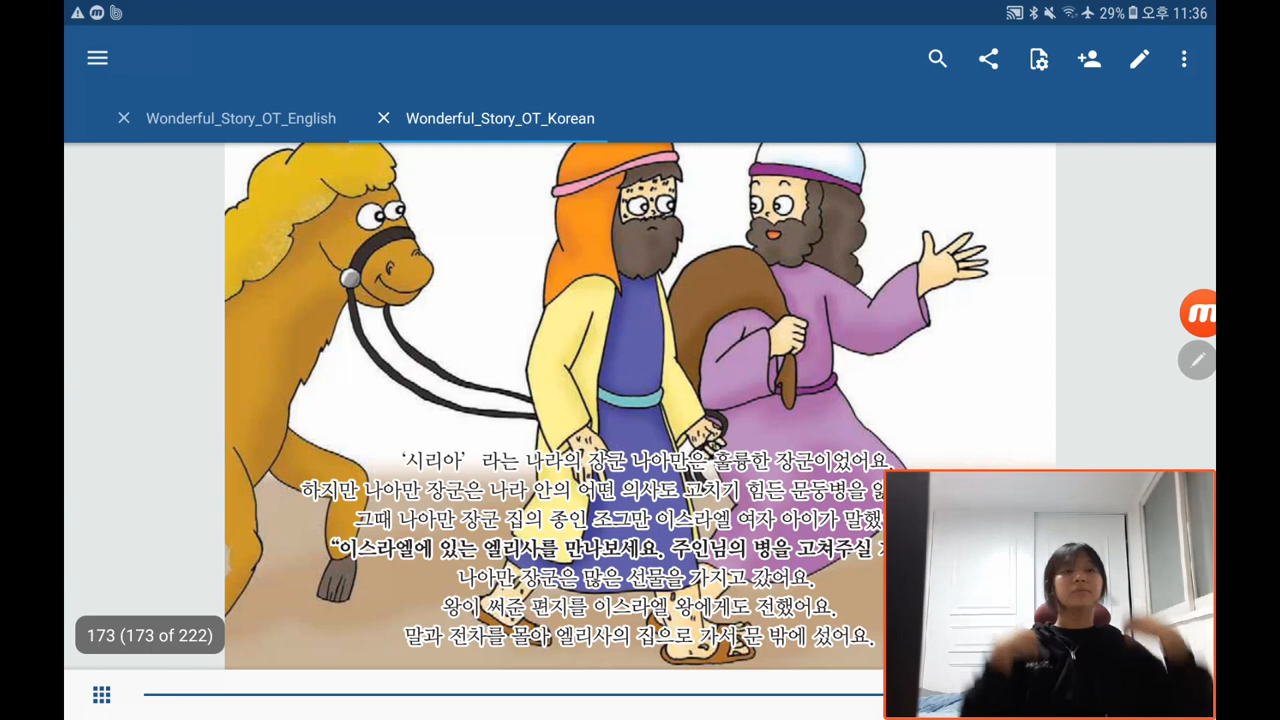 29% 오후 11:36
Wonderful_Story_OT_English
Wonderful_Story_OT_Korean
‘시리아’ 라는 나라의 장군 나아만은 훌륭한 장군이었어요.
하지만 나아만 장군은 나라 안의 어떤 의사도 고치기 힘든 문둥병을
그때 나아만 장군 집의 종인 조그만 이스라엘 여자 아이가 말했
“이스라엘에 있는 엘리사를 만나보세요. 주인님의 병을 고쳐주실
나아만 장군은 많은 선물을 가지고 갔어요.
왕이 써준 편지를 이스라엘 왕에게도 전했어요.
말과 전차를 몰아 엘리사의 집으로 가서 문 밖에 섰어요.
173 (173 of 222)